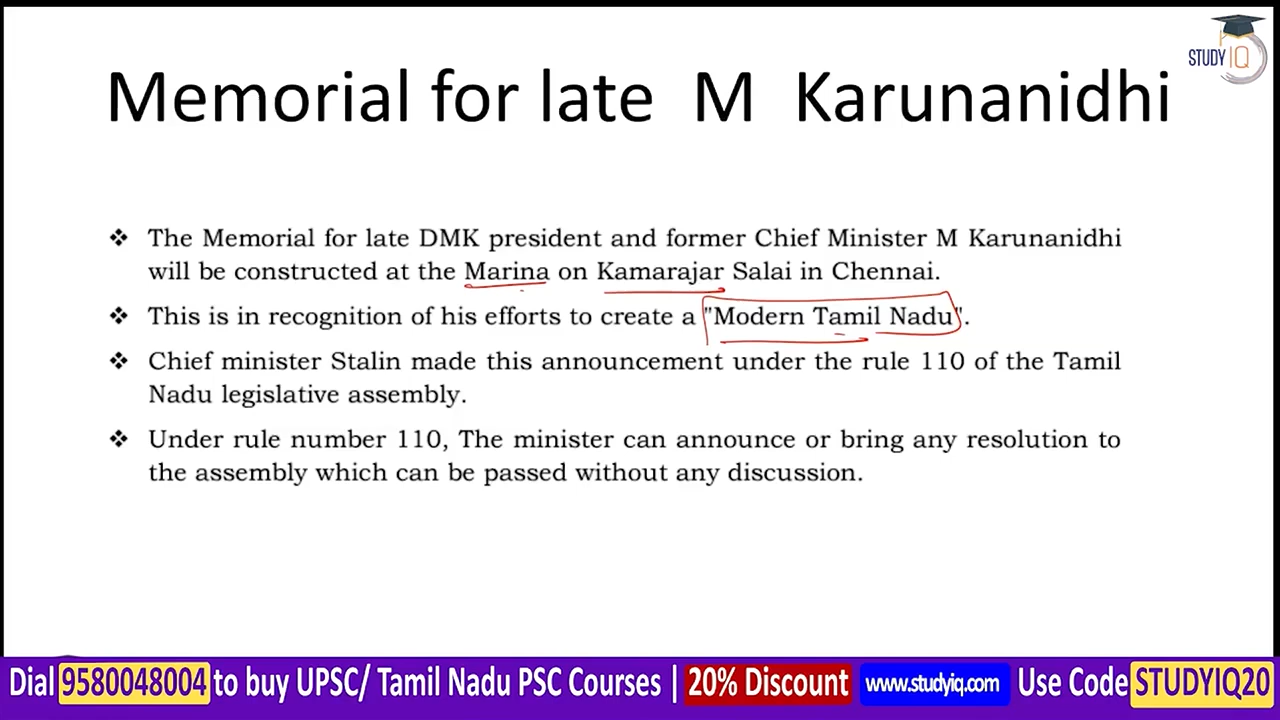 STUDY IQ
Memorial for late M Karunanidhi
❖ The Memorial for late DMK president and former Chief Minister M Karunanidhi
will be constructed at the Marina on Kamarajar Salai in Chennai.
❖ This is in recognition of his efforts to create a "Modern Tamil Nadu".
❖ Chief minister Stalin made this announcement under the rule 110 of the Tamil
Nadu legislative assembly.
❖ Under rule number 110, The minister can announce or bring any resolution to
the assembly which can be passed without any discussion.
Dial 9580048004 to buy UPSC/ Tamil Nadu PSC Courses | 20% Discount www.studyiq.com Use Code STUDYIQ20